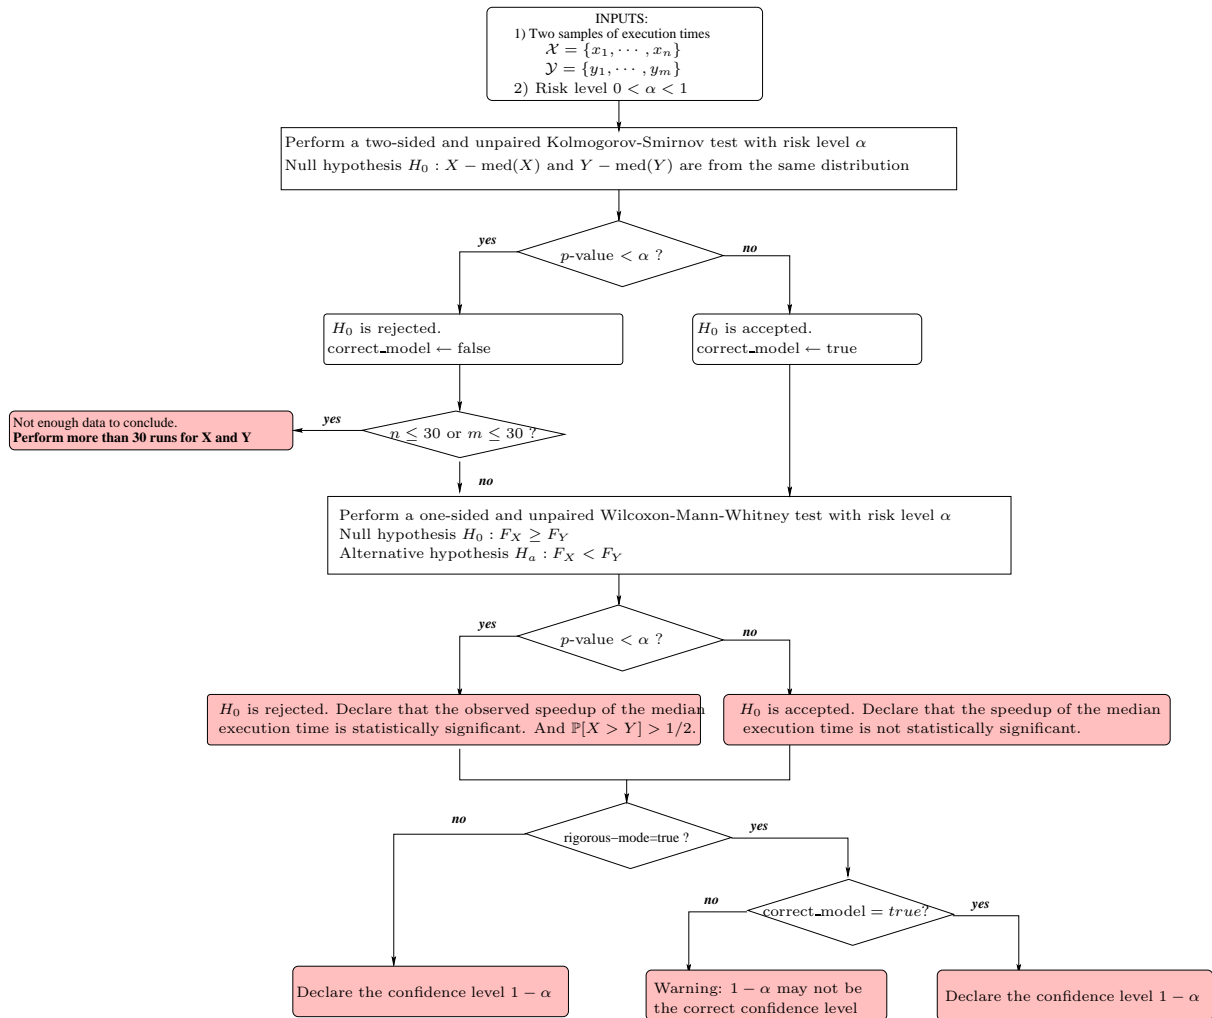 INPUTS:
1) Two samples of execution times
𝒳 = {x₁, ··· , xₙ}
𝒴 = {y₁, ··· , yₘ}
2) Risk level 0 < α < 1
Perform a two-sided and unpaired Kolmogorov-Smirnov test with risk level α
Null hypothesis H₀ : X − med(X) and Y − med(Y) are from the same distribution
yes
p-value < α ?
no
H₀ is rejected.
correct_model ← false
H₀ is accepted.
correct_model ← true
Not enough data to conclude.
Perform more than 30 runs for X and Y
yes
n ≤ 30 or m ≤ 30 ?
no
Perform a one-sided and unpaired Wilcoxon-Mann-Whitney test with risk level α
Null hypothesis H₀ : F_X ≥ F_Y
Alternative hypothesis Hₐ : F_X < F_Y
yes
p-value < α ?
no
H₀ is rejected. Declare that the observed speedup of the median
execution time is statistically significant. And ℙ[X > Y] > 1/2.
H₀ is accepted. Declare that the speedup of the median
execution time is not statistically significant.
no
rigorous−mode=true ?
yes
no
correct_model = true?
yes
Declare the confidence level 1 − α
Warning: 1 − α may not be
the correct confidence level
Declare the confidence level 1 − α